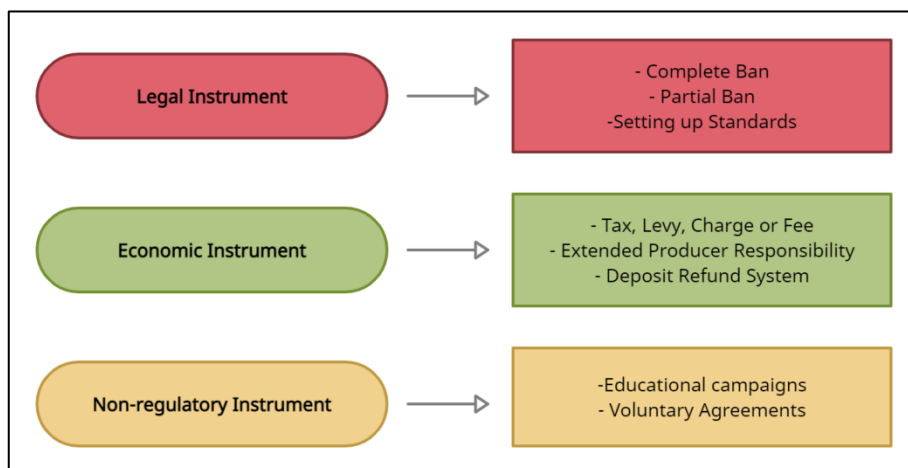 Legal Instrument
- Complete Ban
- Partial Ban
-Setting up Standards
Economic Instrument
- Tax, Levy, Charge or Fee
- Extended Producer Responsibility
- Deposit Refund System
Non-regulatory Instrument
-Educational campaigns
- Voluntary Agreements